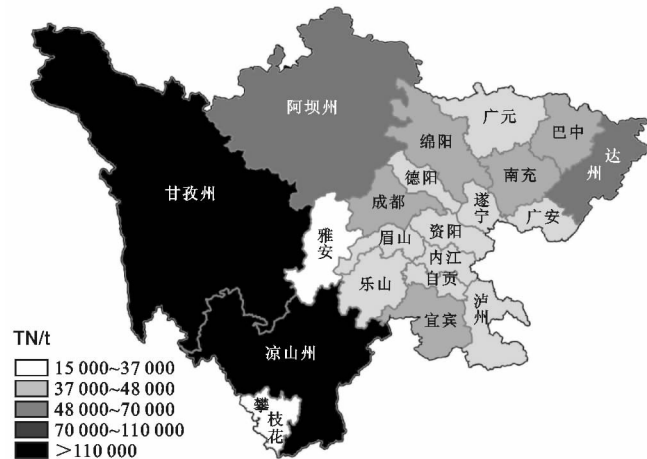 阿坝州
广元
巴中
绵阳
达州
德阳
南充
甘孜州
成都
遂宁
广安
雅安
眉山
资阳
内江
乐山
自贡
泸州
宜宾
凉山州
攀枝花
TN/t
15 000~37 000
37 000~48 000
48 000~70 000
70 000~110 000
>110 000